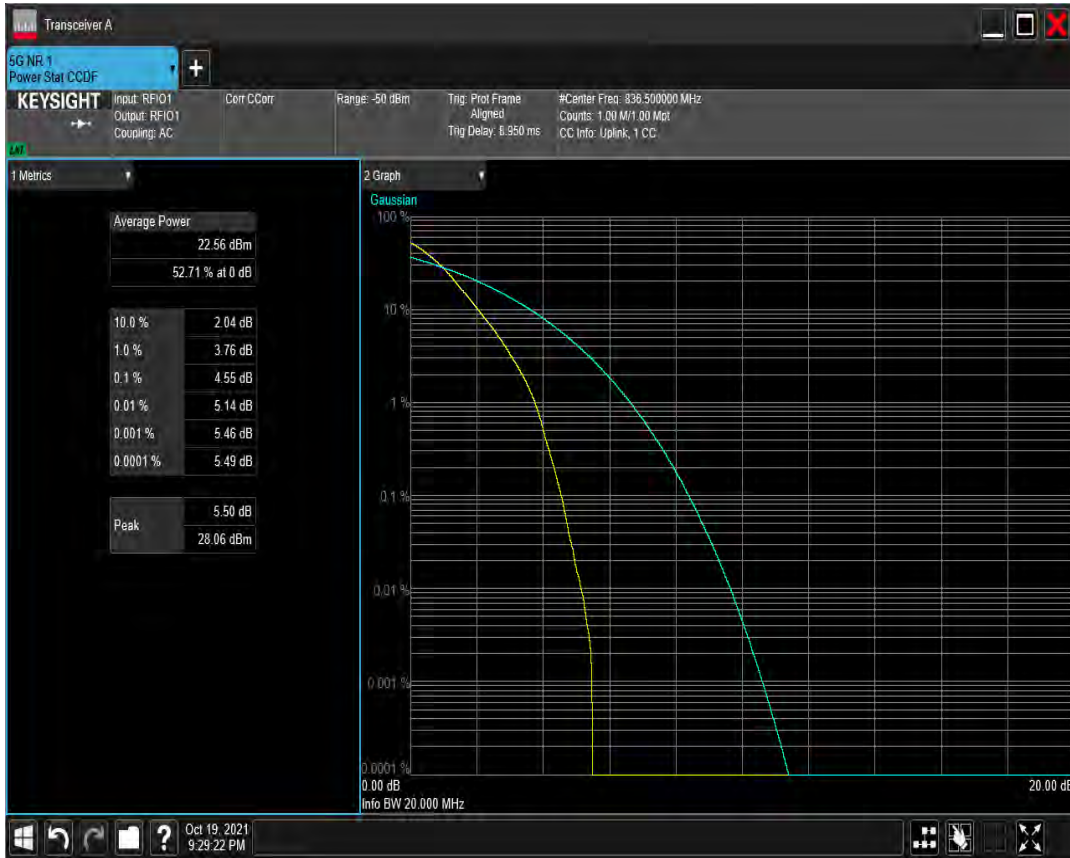 Transceiver A
5G NR 1
Power Stat CCDF
+
KEYSIGHT
Input: RFIO1
Output: RFIO1
Coupling: AC
Corr CCorr
Range: -50 dBm
Trig: Prot Frame
Aligned
Trig Delay: 8.950 ms
#Center Freq: 836.500000 MHz
Counts: 1.00 M/1.00 Mpt
CC Info: Uplink, 1 CC
1 Metrics
Average Power
22.56 dBm
52.71 % at 0 dB
10.0 % 2.04 dB
1.0 % 3.76 dB
0.1 % 4.55 dB
0.01 % 5.14 dB
0.001 % 5.46 dB
0.0001 % 5.49 dB
Peak
5.50 dB
28.06 dBm
2 Graph
Gaussian
100 %
10 %
1 %
0.1 %
0.01 %
0.001 %
0.0001 %
0.00 dB 20.00 dB
Info BW 20.000 MHz
?
Oct 19, 2021
9:29:22 PM